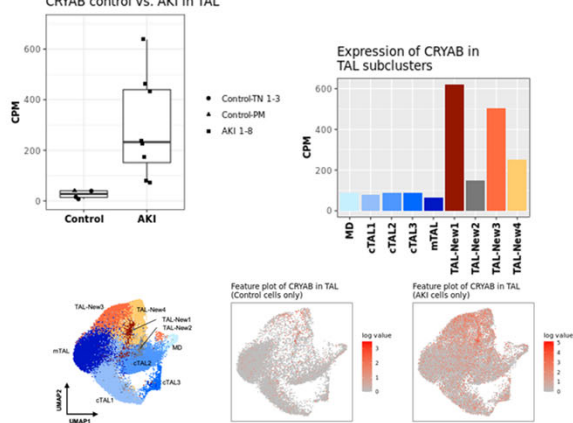 CRYAB control vs. AKI in TAL
600
400
200
0
CPM
Control
AKI
Control-TN 1-3
Control-PM
AKI 1-8
Expression of CRYAB in
TAL subclusters
600
400
200
0
CPM
MD
cTAL1
cTAL2
cTAL3
mTAL
TAL-New1
TAL-New2
TAL-New3
TAL-New4
TAL-New3
TAL-New4
TAL-New1
TAL-New2
MD
mTAL
cTAL2
cTAL3
cTAL1
UMAP2
UMAP1
Feature plot of CRYAB in TAL
(Control cells only)
log value
3
2
1
0
Feature plot of CRYAB in TAL
(AKI cells only)
log value
5
4
3
2
1
0